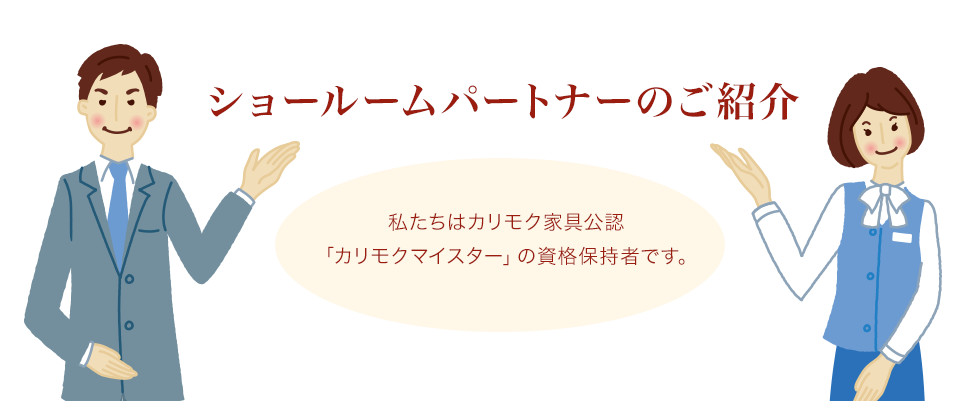 ショールームパートナーのご紹介
私たちはカリモク家具公認
「カリモクマイスター」の資格保持者です。